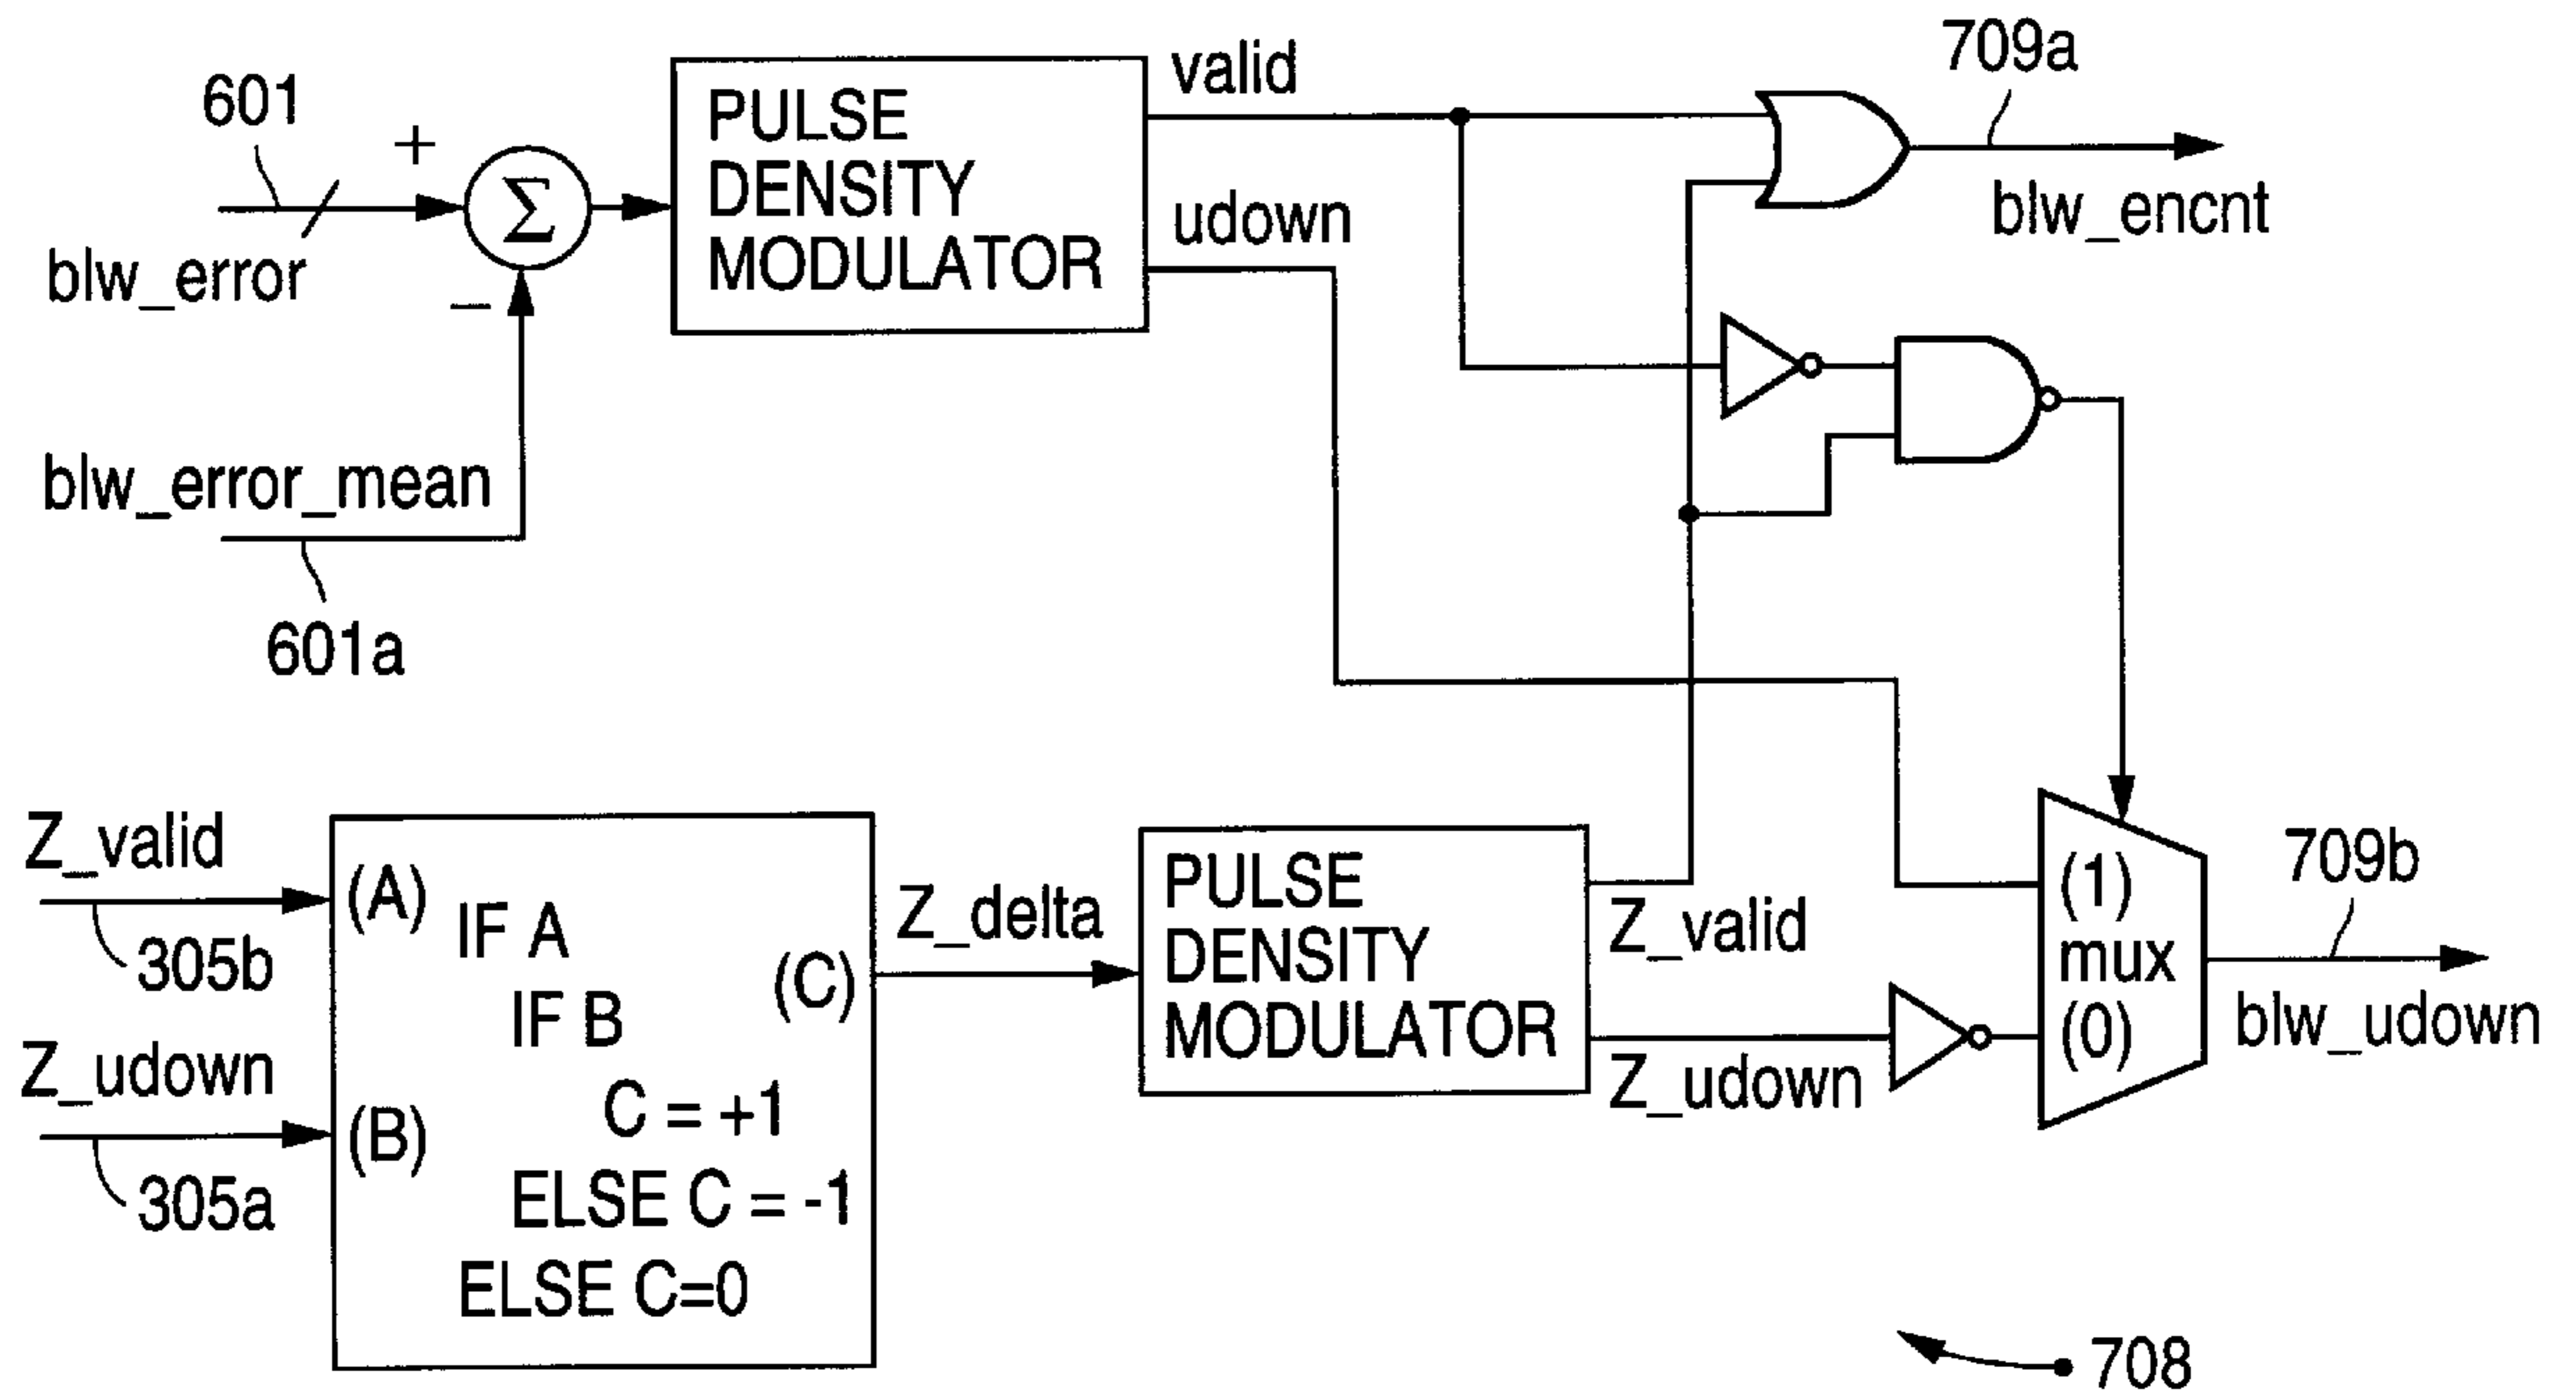 709a
valid
601
+
PULSE
DENSITY
MODULATOR
Σ
udown
blw_encnt
blw_error
−
blw_error_mean
601a
Z_valid
(A)
IF A
305b
IF B
(C)
Z_delta
PULSE
DENSITY
MODULATOR
Z_valid
(1)
mux
(0)
709b
blw_udown
Z_udown
Z_udown
(B)
C = +1
305a
ELSE C = -1
ELSE C=0
708